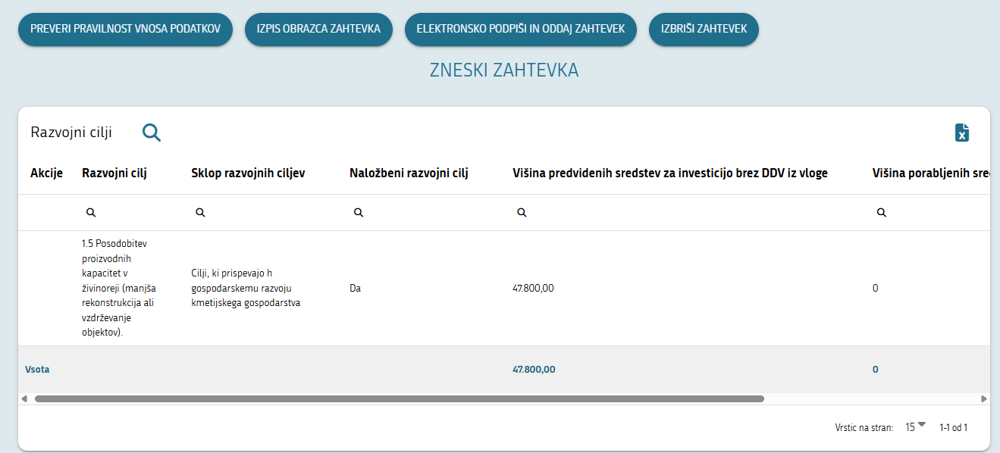 PREVERI PRAVILNOST VNOSA PODATKOV
IZPIS OBRAZCA ZAHTEVKA
ELEKTRONSKO PODPIŠI IN ODDAJ ZAHTEVEK
IZBRIŠI ZAHTEVEK
ZNESKI ZAHTEVKA
Razvojni cilji
Akcije
Razvojni cilj
Sklop razvojnih ciljev
Naložbeni razvojni cilj
Višina predvidenih sredstev za investicijo brez DDV iz vloge
Višina porabljenih
1.5 Posodobitev
proizvodnih
kapacitet v
živinoreji (manjša
rekonstrukcija ali
vzdrževanje
objektov).
Cilji, ki prispevajo h
gospodarskemu razvoju
kmetijskega gospodarstva
Da
47.800,00
0
Vsota
47.800,00
0
Vrstic na stran:
15
1-1 od 1